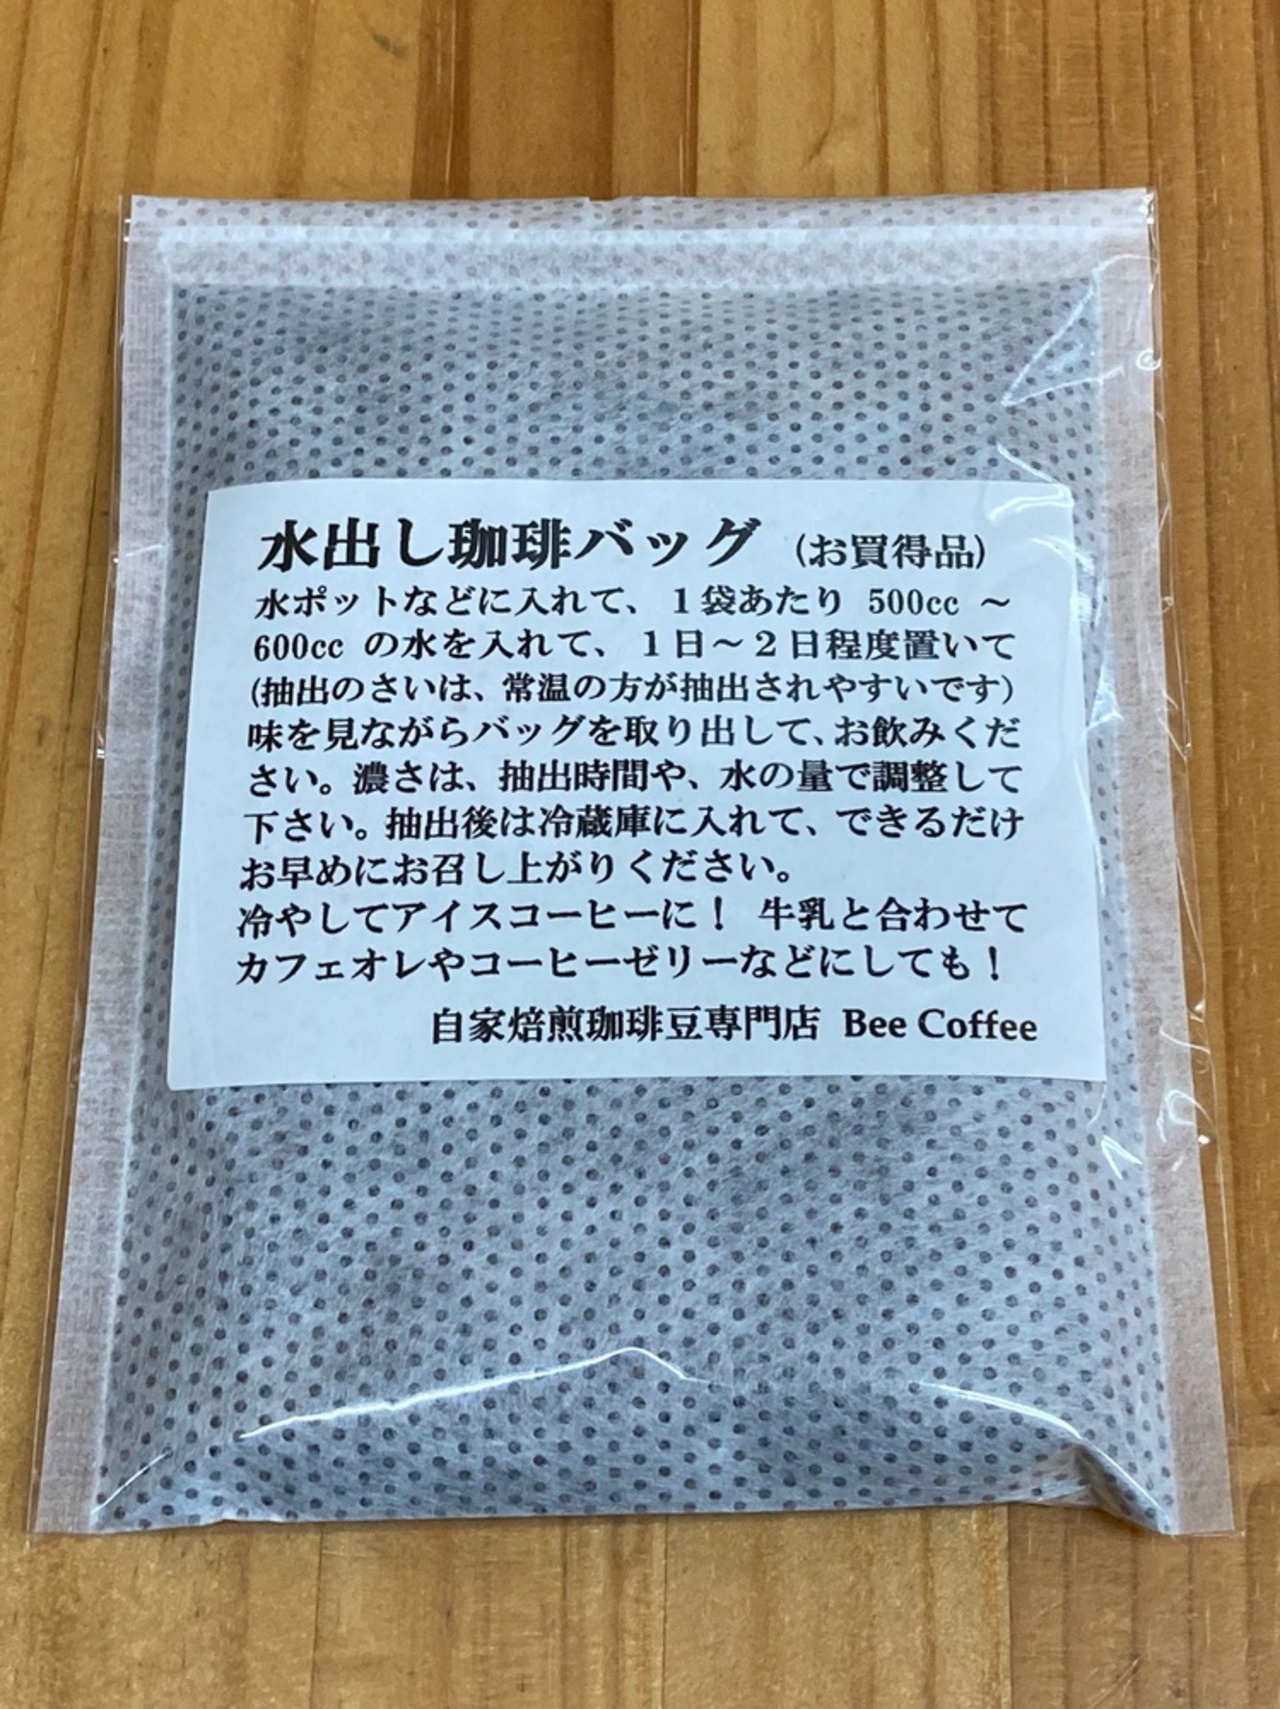 水出し珈琲バッグ (お買得品)
水ポットなどに入れて、１袋あたり 500cc ～
600cc の水を入れて、１日～２日程度置いて
(抽出のさいは、常温の方が抽出されやすいです)
味を見ながらバッグを取り出して、お飲みくだ
さい。濃さは、抽出時間や、水の量で調整して
下さい。抽出後は冷蔵庫に入れて、できるだけ
お早めにお召し上がりください。
冷やしてアイスコーヒーに！ 牛乳と合わせて
カフェオレやコーヒーゼリーなどにしても！
自家焙煎珈琲豆専門店 Bee Coffee